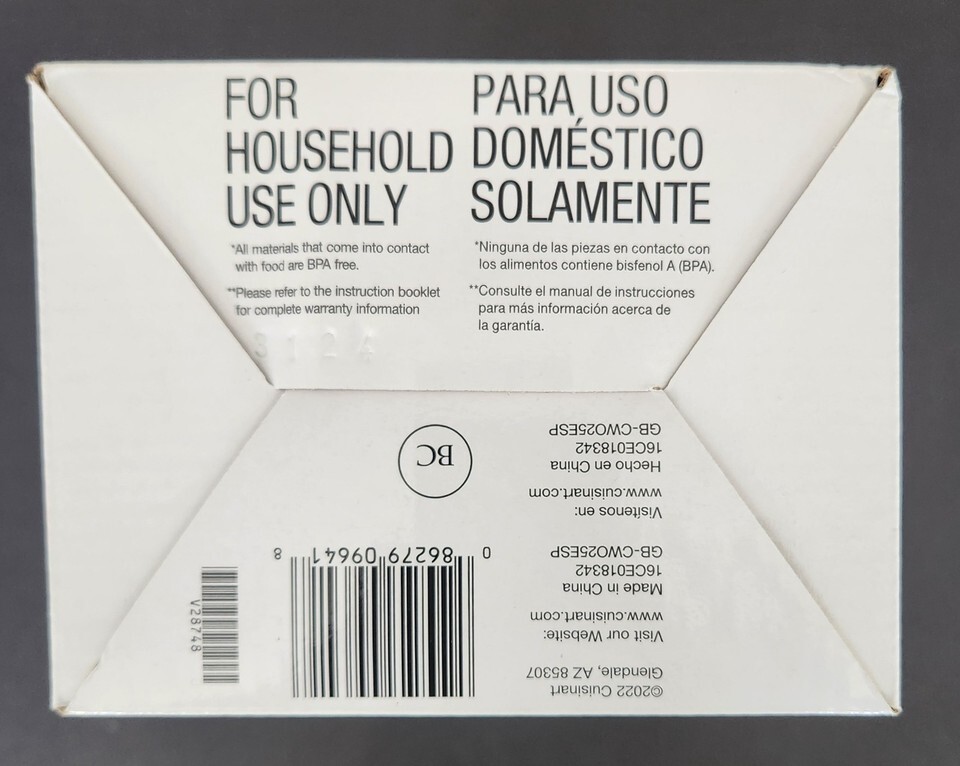 FOR
HOUSEHOLD
USE ONLY
*All materials that come into contact
with food are BPA free.
**Please refer to the instruction booklet
for complete warranty information
PARA USO
DOMÉSTICO
SOLAMENTE
*Ninguna de las piezas en contacto con
los alimentos contiene bisfenol A (BPA).
**Consulte el manual de instrucciones
para más información acerca de
la garantía.
3124
©2022 Cuisinart
Glendale, AZ 85307
Visit our Website:
www.cuisinart.com
Made in China
16CE018342
GB-CWO25ESP
Visítenos en:
www.cuisinart.com
Hecho en China
16CE018342
GB-CWO25ESP
BC
0 86279 09641 8
V28748